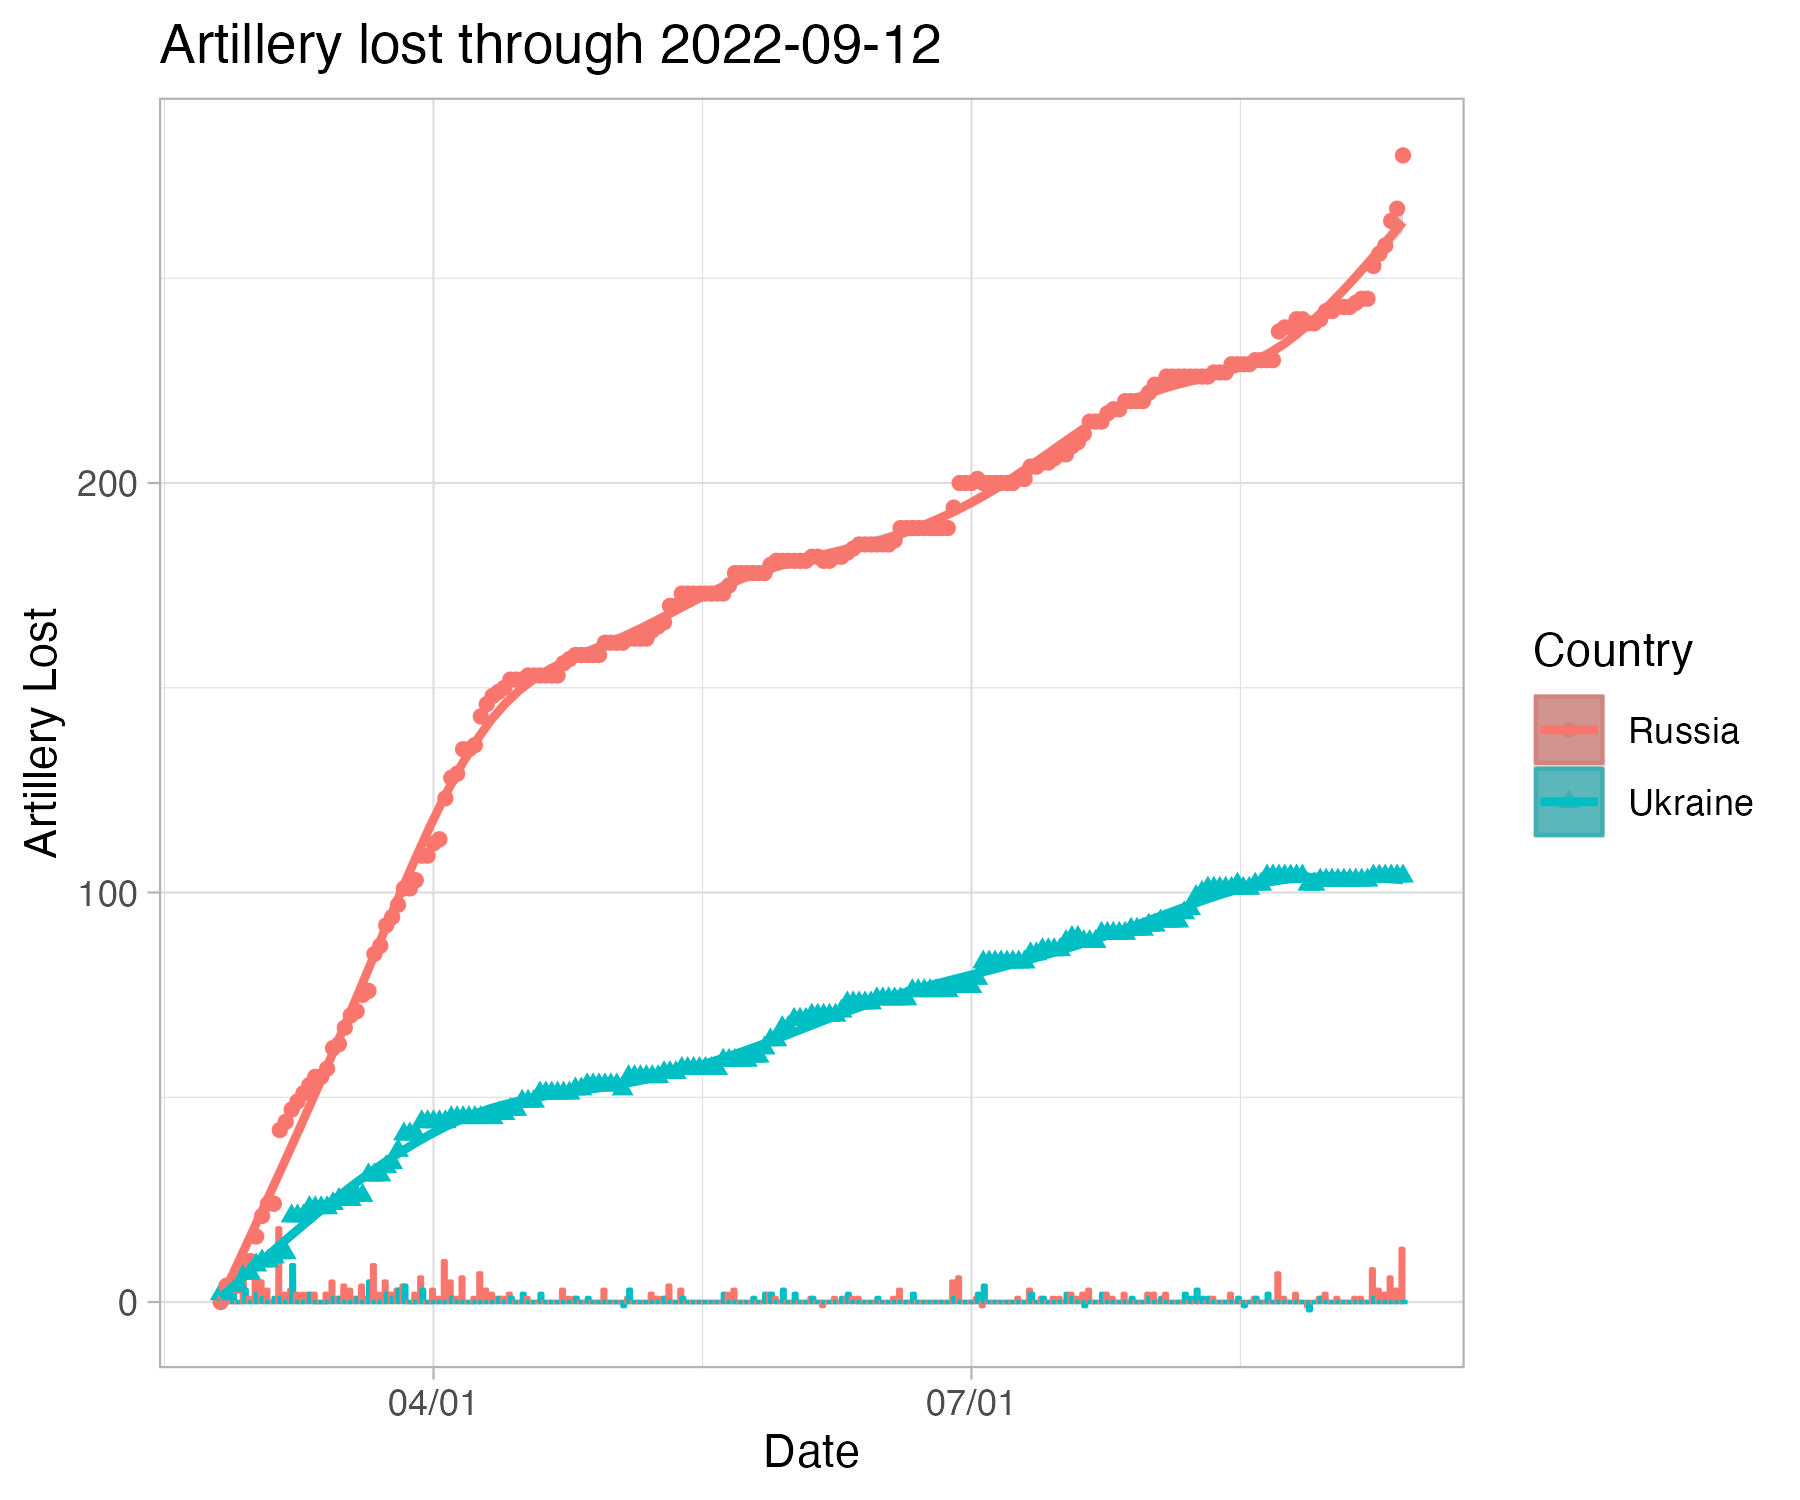 Artillery lost through 2022-09-12
Artillery Lost
200
100
0
04/01
07/01
Date
Country
Russia
Ukraine